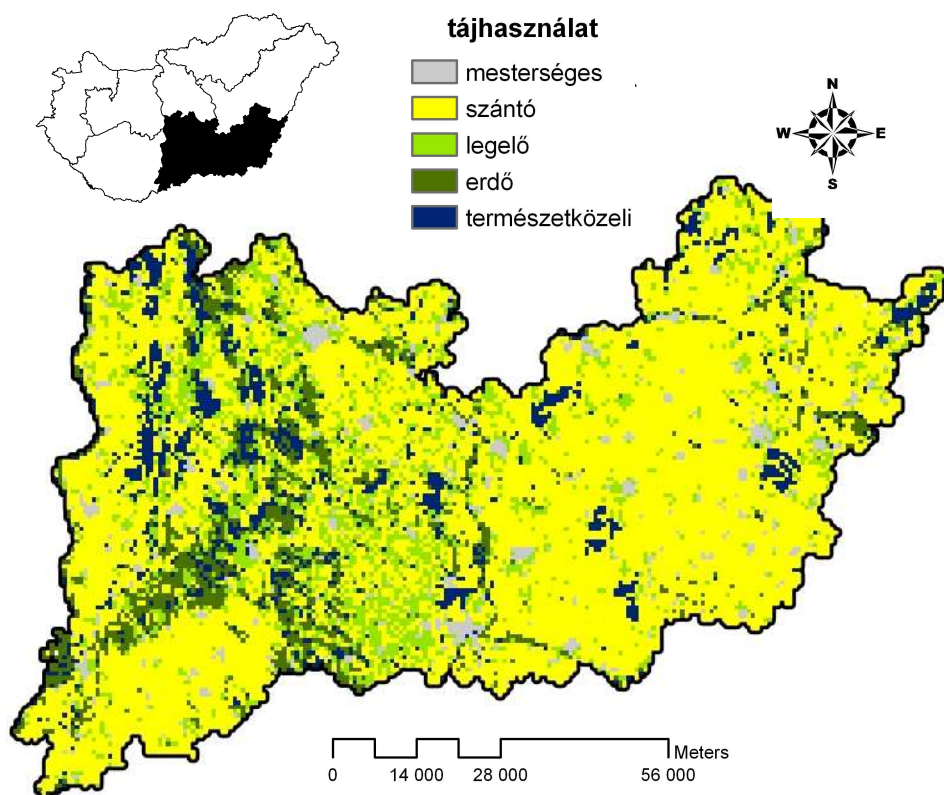 tájhasználat
mesterséges
szántó
legelő
erdő
természetközeli
N
W E
S
Meters
0 14 000 28 000 56 000